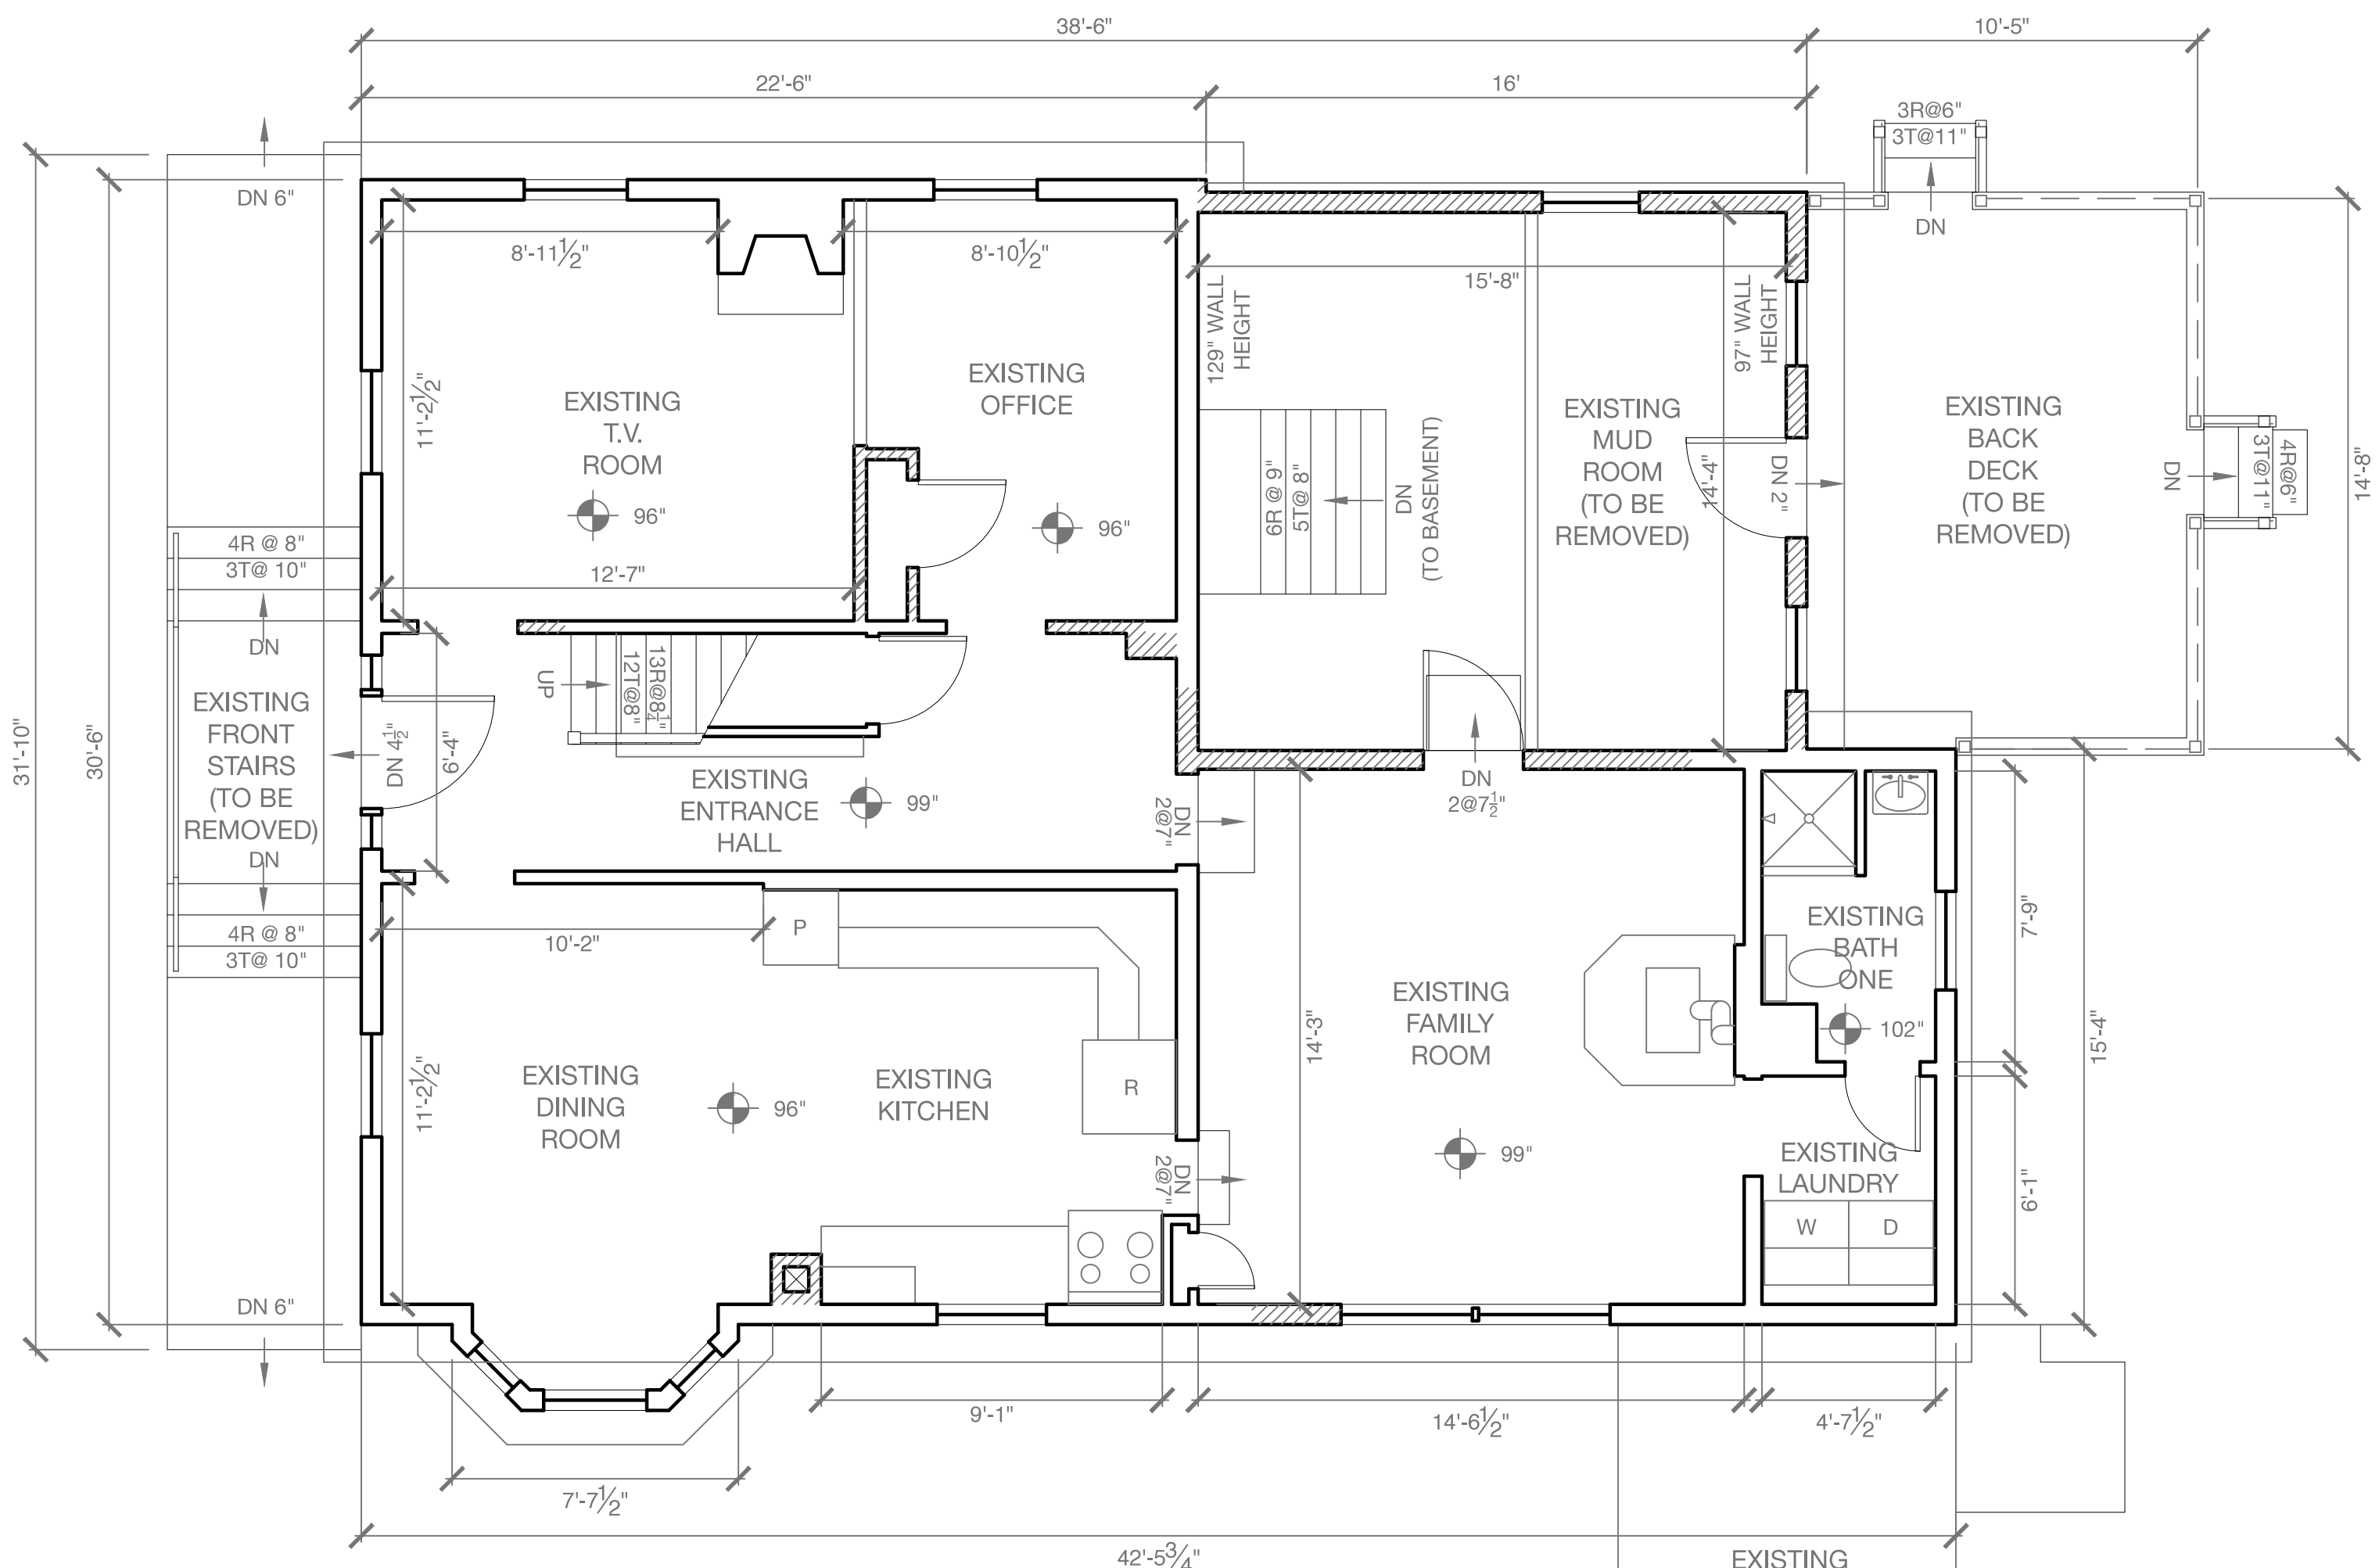 38'-6"
10'-5"
22'-6"
16'
3R@6"
3T@11"
DN 6"
DN
8'-11½"
8'-10½"
15'-8"
129" WALL
HEIGHT
97" WALL
HEIGHT
11'-2½"
EXISTING
T.V.
ROOM
96"
EXISTING
OFFICE
96"
6R @ 9"
5T@ 8"
DN
(TO BASEMENT)
EXISTING
MUD
ROOM
(TO BE
REMOVED)
14'-4"
DN 2"
EXISTING
BACK
DECK
(TO BE
REMOVED)
DN
3T@11"
4R@6"
14'-8"
12'-7"
4R @ 8"
3T@ 10"
DN
31'-10"
30'-6"
EXISTING
FRONT
STAIRS
(TO BE
REMOVED)
DN
DN 4½"
6'-4"
UP
12T@8"
13R@8¼"
EXISTING
ENTRANCE
HALL
99"
DN
2@7"
DN
2@7½"
4R @ 8"
3T@ 10"
10'-2"
P
EXISTING
BATH
ONE
102"
7'-9"
11'-2½"
EXISTING
DINING
ROOM
96"
EXISTING
KITCHEN
R
14'-3"
EXISTING
FAMILY
ROOM
99"
15'-4"
DN
2@7"
EXISTING
LAUNDRY
W
D
6'-1"
DN 6"
9'-1"
14'-6½"
4'-7½"
7'-7½"
42'-5¾"
EXISTING